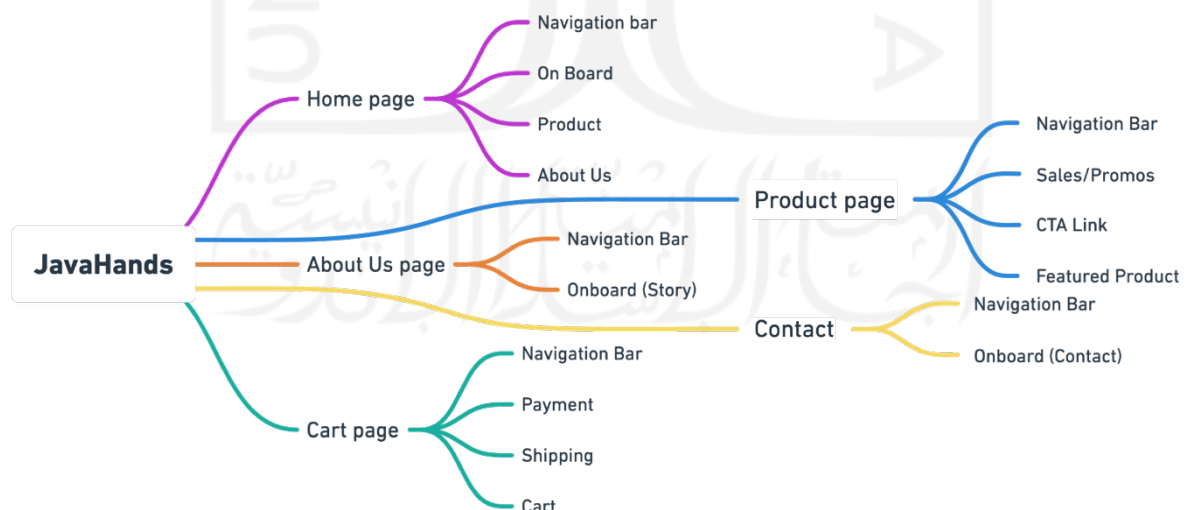 JavaHands
Home page
Navigation bar
On Board
Product
About Us
Product page
Navigation Bar
Sales/Promos
CTA Link
Featured Product
About Us page
Navigation Bar
Onboard (Story)
Contact
Navigation Bar
Onboard (Contact)
Cart page
Navigation Bar
Payment
Shipping
Cart